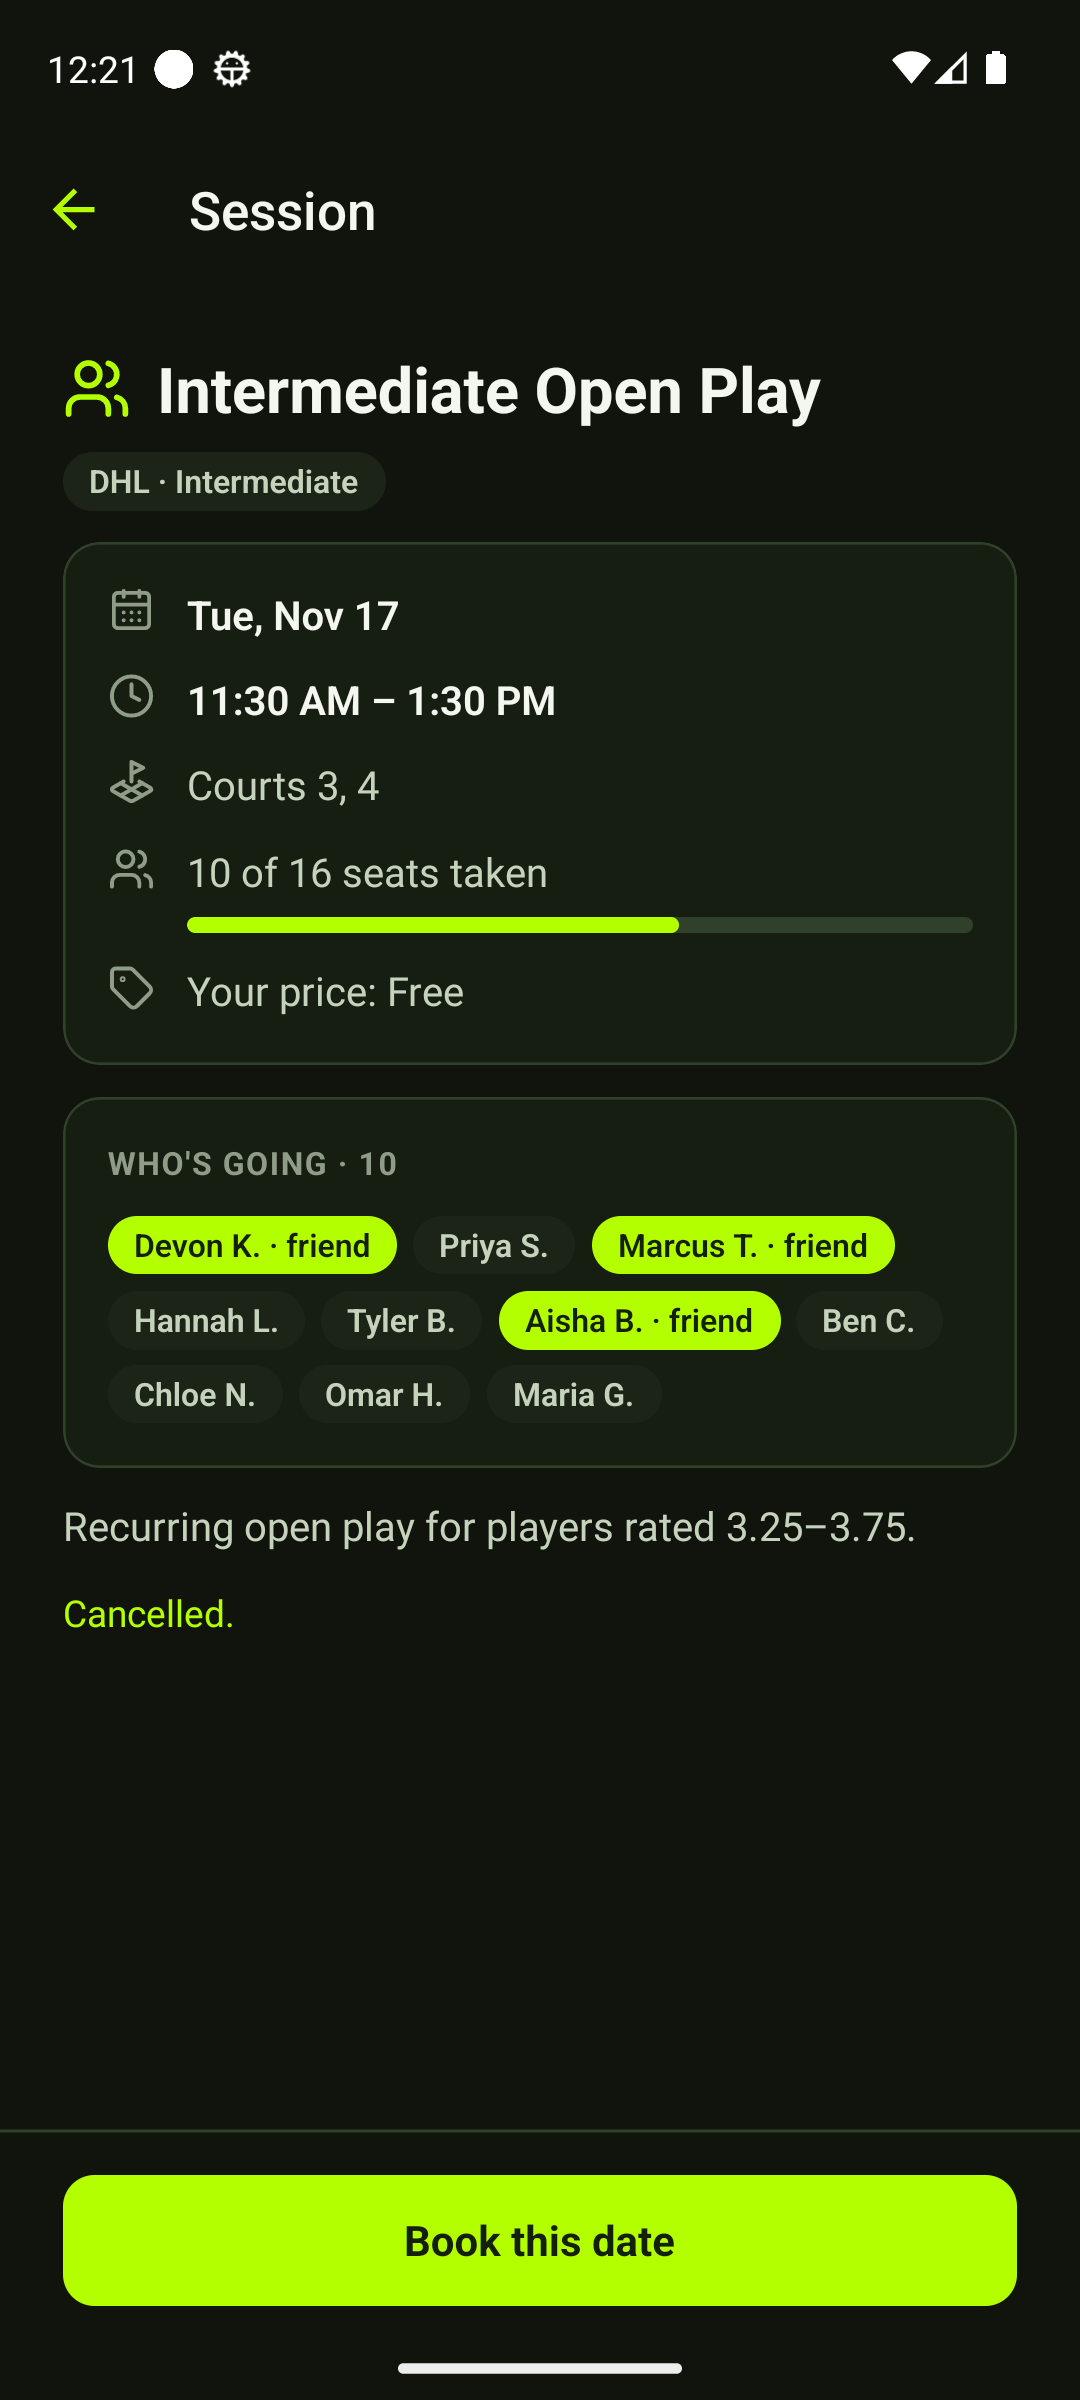 12:21
Session
Intermediate Open Play
DHL · Intermediate
Tue, Nov 17
11:30 AM – 1:30 PM
Courts 3, 4
10 of 16 seats taken
Your price: Free
WHO'S GOING · 10
Devon K. · friend Priya S. Marcus T. · friend
Hannah L. Tyler B. Aisha B. · friend Ben C.
Chloe N. Omar H. Maria G.
Recurring open play for players rated 3.25–3.75.
Cancelled.
Book this date